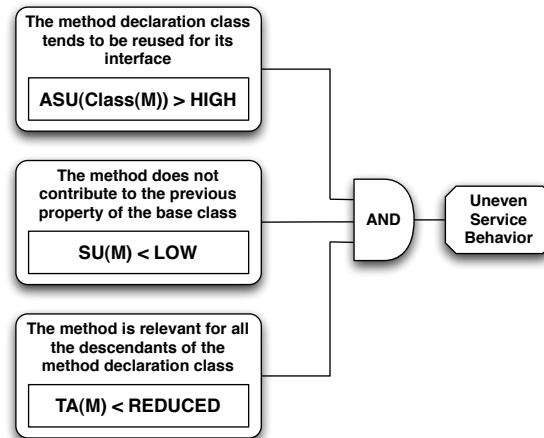 The method declaration class
tends to be reused for its
interface
ASU(Class(M)) > HIGH
The method does not
contribute to the previous
property of the base class
SU(M) < LOW
The method is relevant for all
the descendants of the
method declaration class
TA(M) < REDUCED
AND
Uneven
Service
Behavior